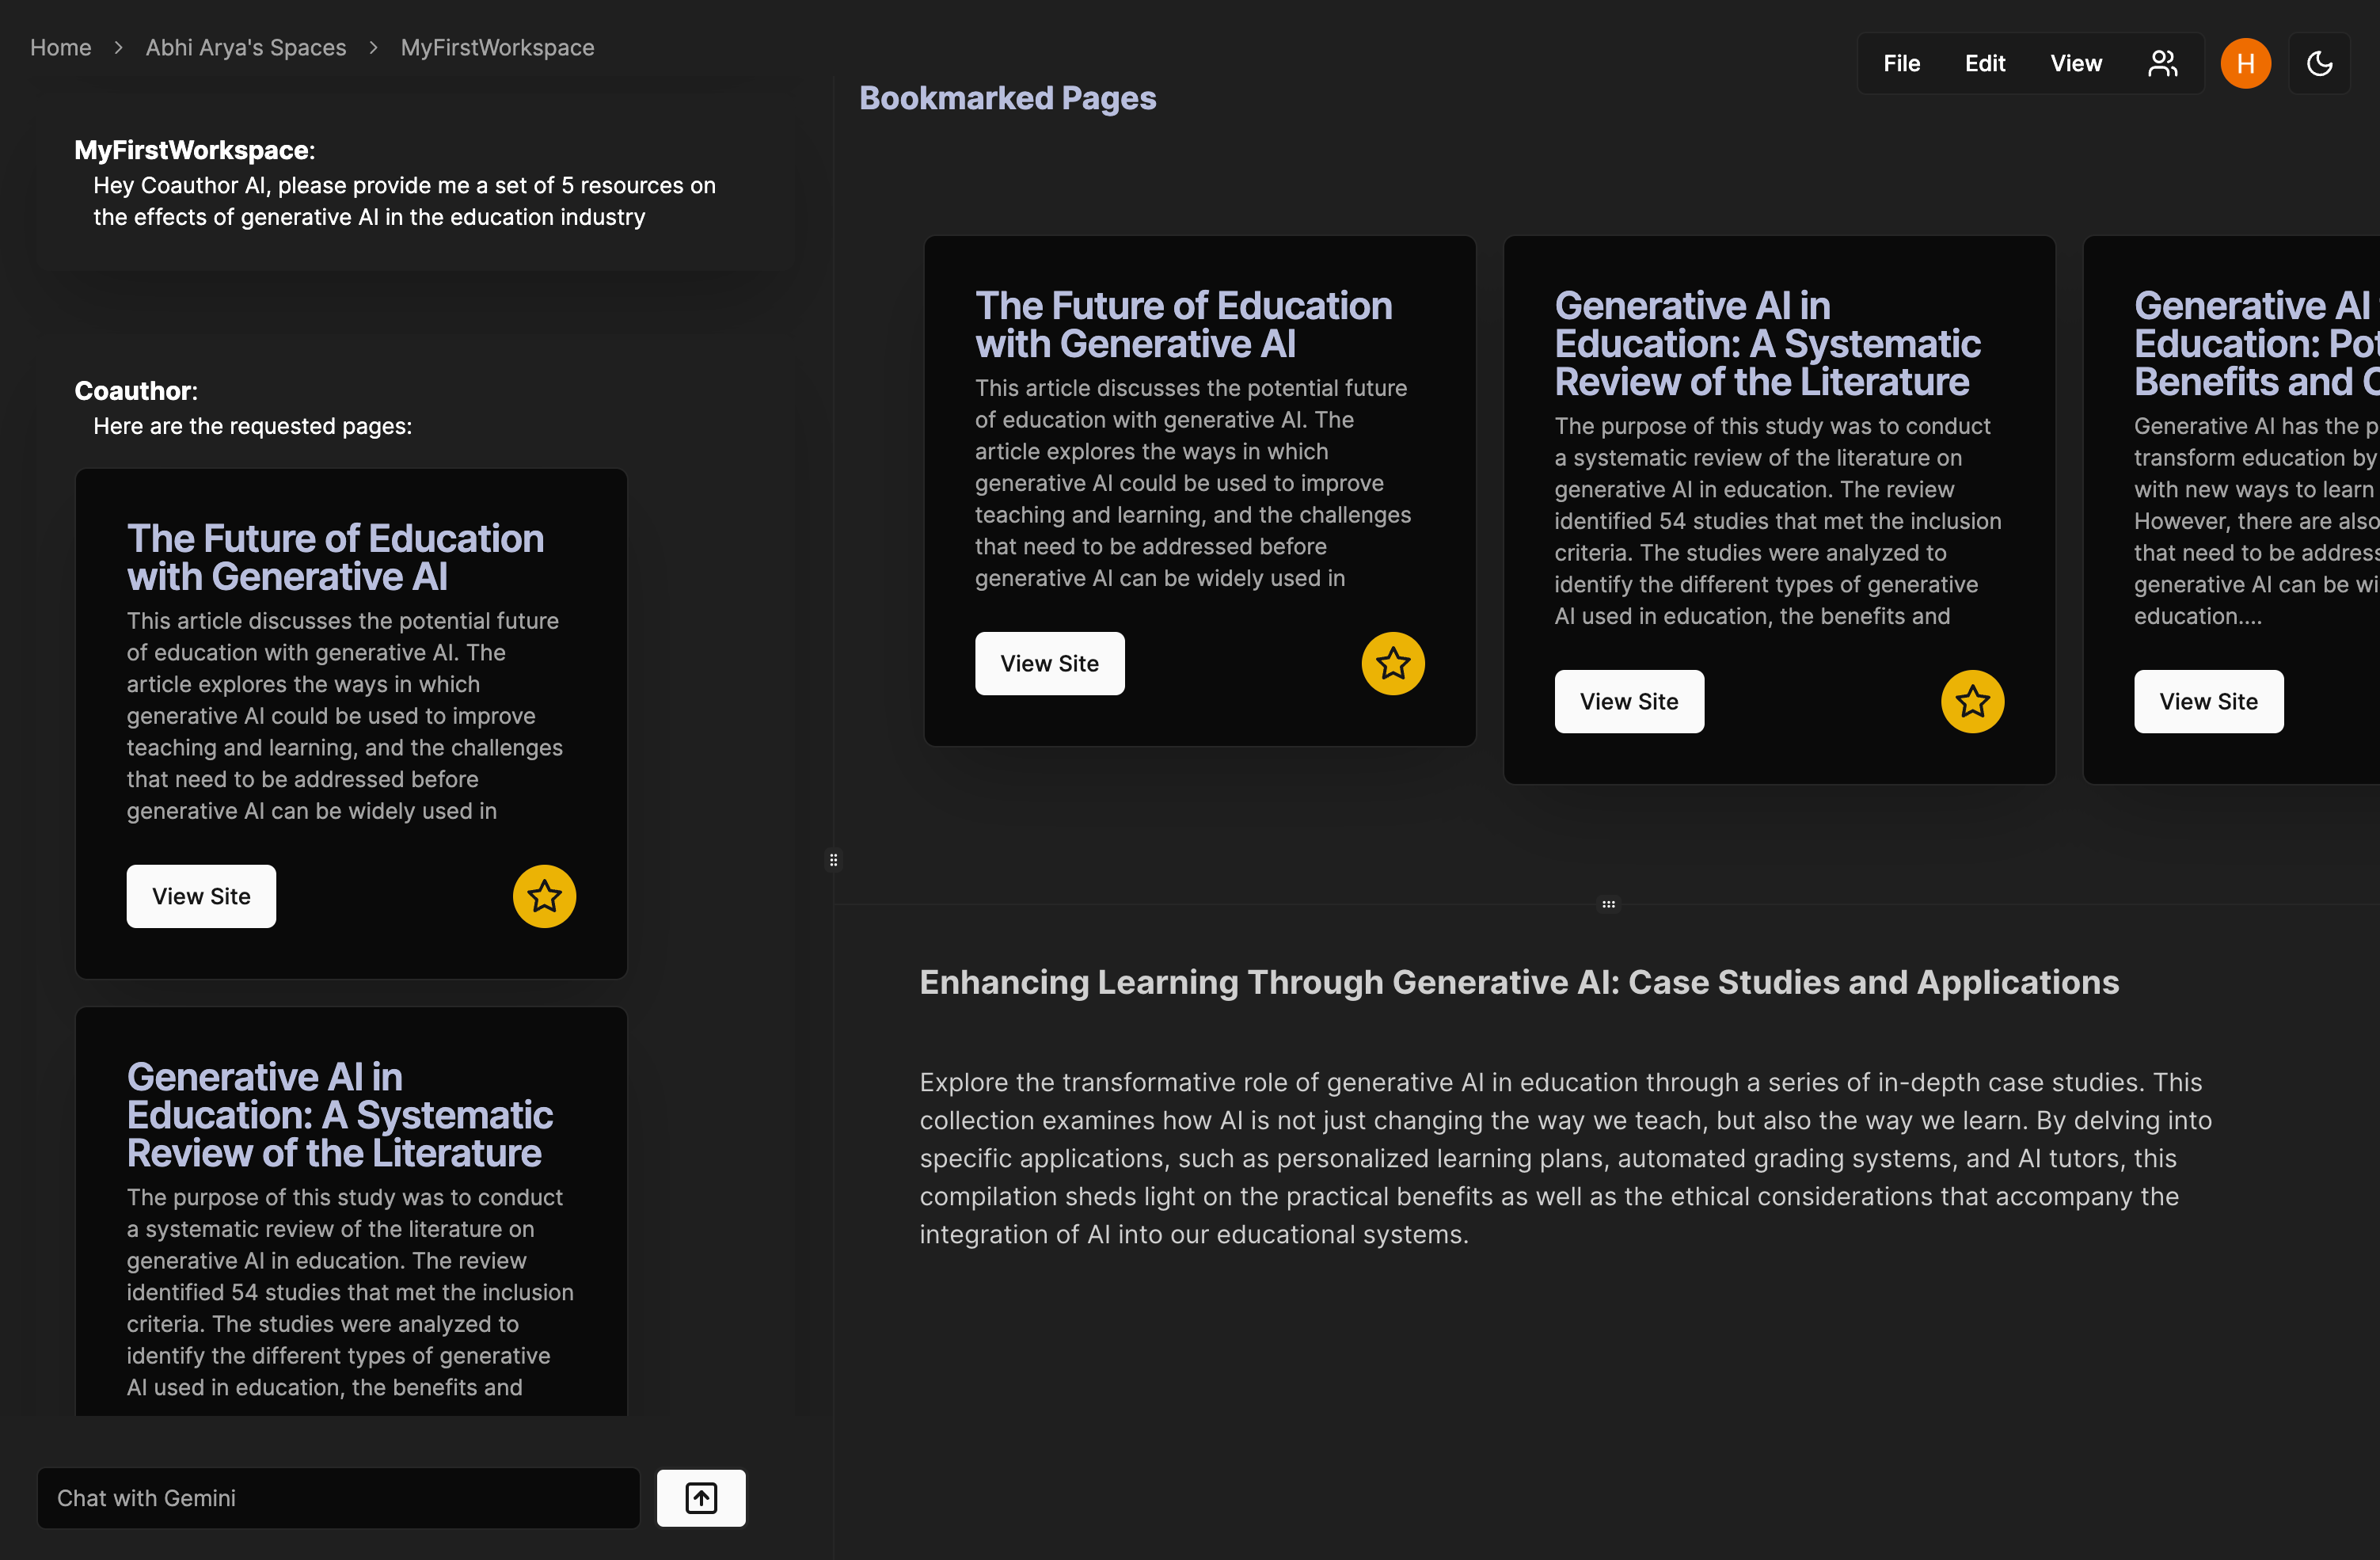 Home > Abhi Arya's Spaces > MyFirstWorkspace
File Edit View H
MyFirstWorkspace:
Hey Coauthor AI, please provide me a set of 5 resources on
the effects of generative AI in the education industry
Coauthor:
Here are the requested pages:
The Future of Education
with Generative AI
This article discusses the potential future
of education with generative AI. The
article explores the ways in which
generative AI could be used to improve
teaching and learning, and the challenges
that need to be addressed before
generative AI can be widely used in
View Site
Generative AI in
Education: A Systematic
Review of the Literature
The purpose of this study was to conduct
a systematic review of the literature on
generative AI in education. The review
identified 54 studies that met the inclusion
criteria. The studies were analyzed to
identify the different types of generative
AI used in education, the benefits and
Chat with Gemini
Bookmarked Pages
The Future of Education
with Generative AI
This article discusses the potential future
of education with generative AI. The
article explores the ways in which
generative AI could be used to improve
teaching and learning, and the challenges
that need to be addressed before
generative AI can be widely used in
View Site
Generative AI in
Education: A Systematic
Review of the Literature
The purpose of this study was to conduct
a systematic review of the literature on
generative AI in education. The review
identified 54 studies that met the inclusion
criteria. The studies were analyzed to
identify the different types of generative
AI used in education, the benefits and
View Site
Generative AI
Education:
Benefits and
Generative AI has the
transform education by
with new ways to learn
However, there are also
that need to be
generative AI can be
education....
View Site
Enhancing Learning Through Generative AI: Case Studies and Applications
Explore the transformative role of generative AI in education through a series of in-depth case studies. This
collection examines how AI is not just changing the way we teach, but also the way we learn. By delving into
specific applications, such as personalized learning plans, automated grading systems, and AI tutors, this
compilation sheds light on the practical benefits as well as the ethical considerations that accompany the
integration of AI into our educational systems.